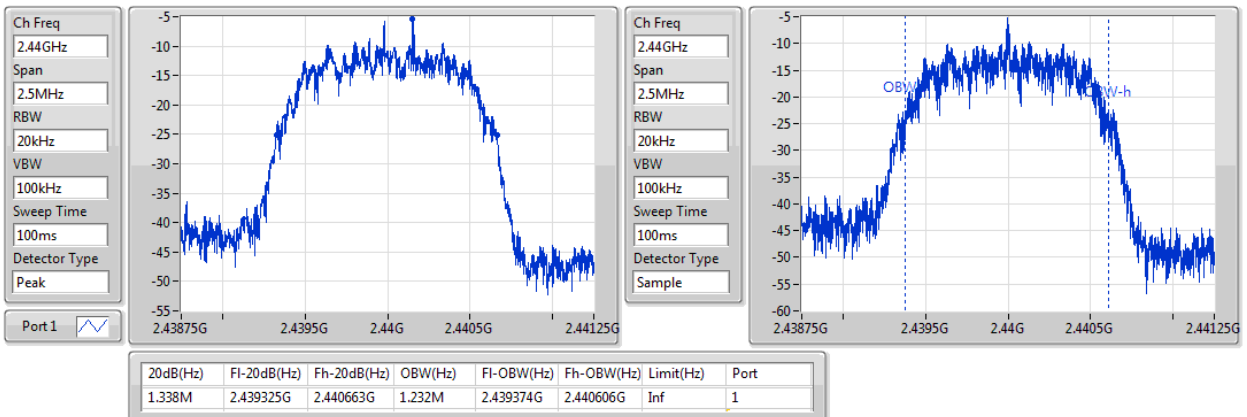 Ch Freq
2.44GHz
Span
2.5MHz
RBW
20kHz
VBW
100kHz
Sweep Time
100ms
Detector Type
Peak
Port 1
-5
-10
-15
-20
-25
-30
-35
-40
-45
-50
-55
2.43875G 2.4395G 2.44G 2.4405G 2.44125G
Ch Freq
2.44GHz
Span
2.5MHz
RBW
20kHz
VBW
100kHz
Sweep Time
100ms
Detector Type
Sample
-5
-10
-15
-20
-25
-30
-35
-40
-45
-50
-55
-60
OBW
OBW-h
2.43875G 2.4395G 2.44G 2.4405G 2.44125G
20dB(Hz) Fl-20dB(Hz) Fh-20dB(Hz) OBW(Hz) Fl-OBW(Hz) Fh-OBW(Hz) Limit(Hz) Port
1.338M 2.439325G 2.440663G 1.232M 2.439374G 2.440606G Inf 1